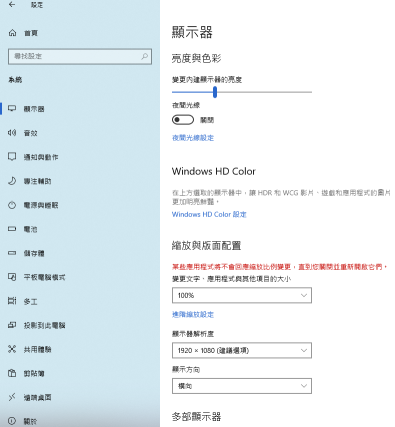 設定
首頁
尋找設定
系統
顯示器
音效
通知與動作
專注輔助
電源與睡眠
電池
儲存體
平板電腦模式
多工
投影到此電腦
共用體驗
剪貼簿
遠端桌面
關於
顯示器
亮度與色彩
變更內建顯示器的亮度
夜間光線
關閉
夜間光線設定
Windows HD Color
在上方選取的顯示器中，讓 HDR 和 WCG 影片、遊戲和應用程式的圖片
更加明亮鮮豔。
Windows HD Color 設定
縮放與版面配置
某些應用程式將不會回應縮放比例變更，直到您關閉並重新開啟它們。
變更文字、應用程式與其他項目的大小
100%
進階縮放設定
顯示器解析度
1920 × 1080 (建議選項)
顯示方向
橫向
多部顯示器